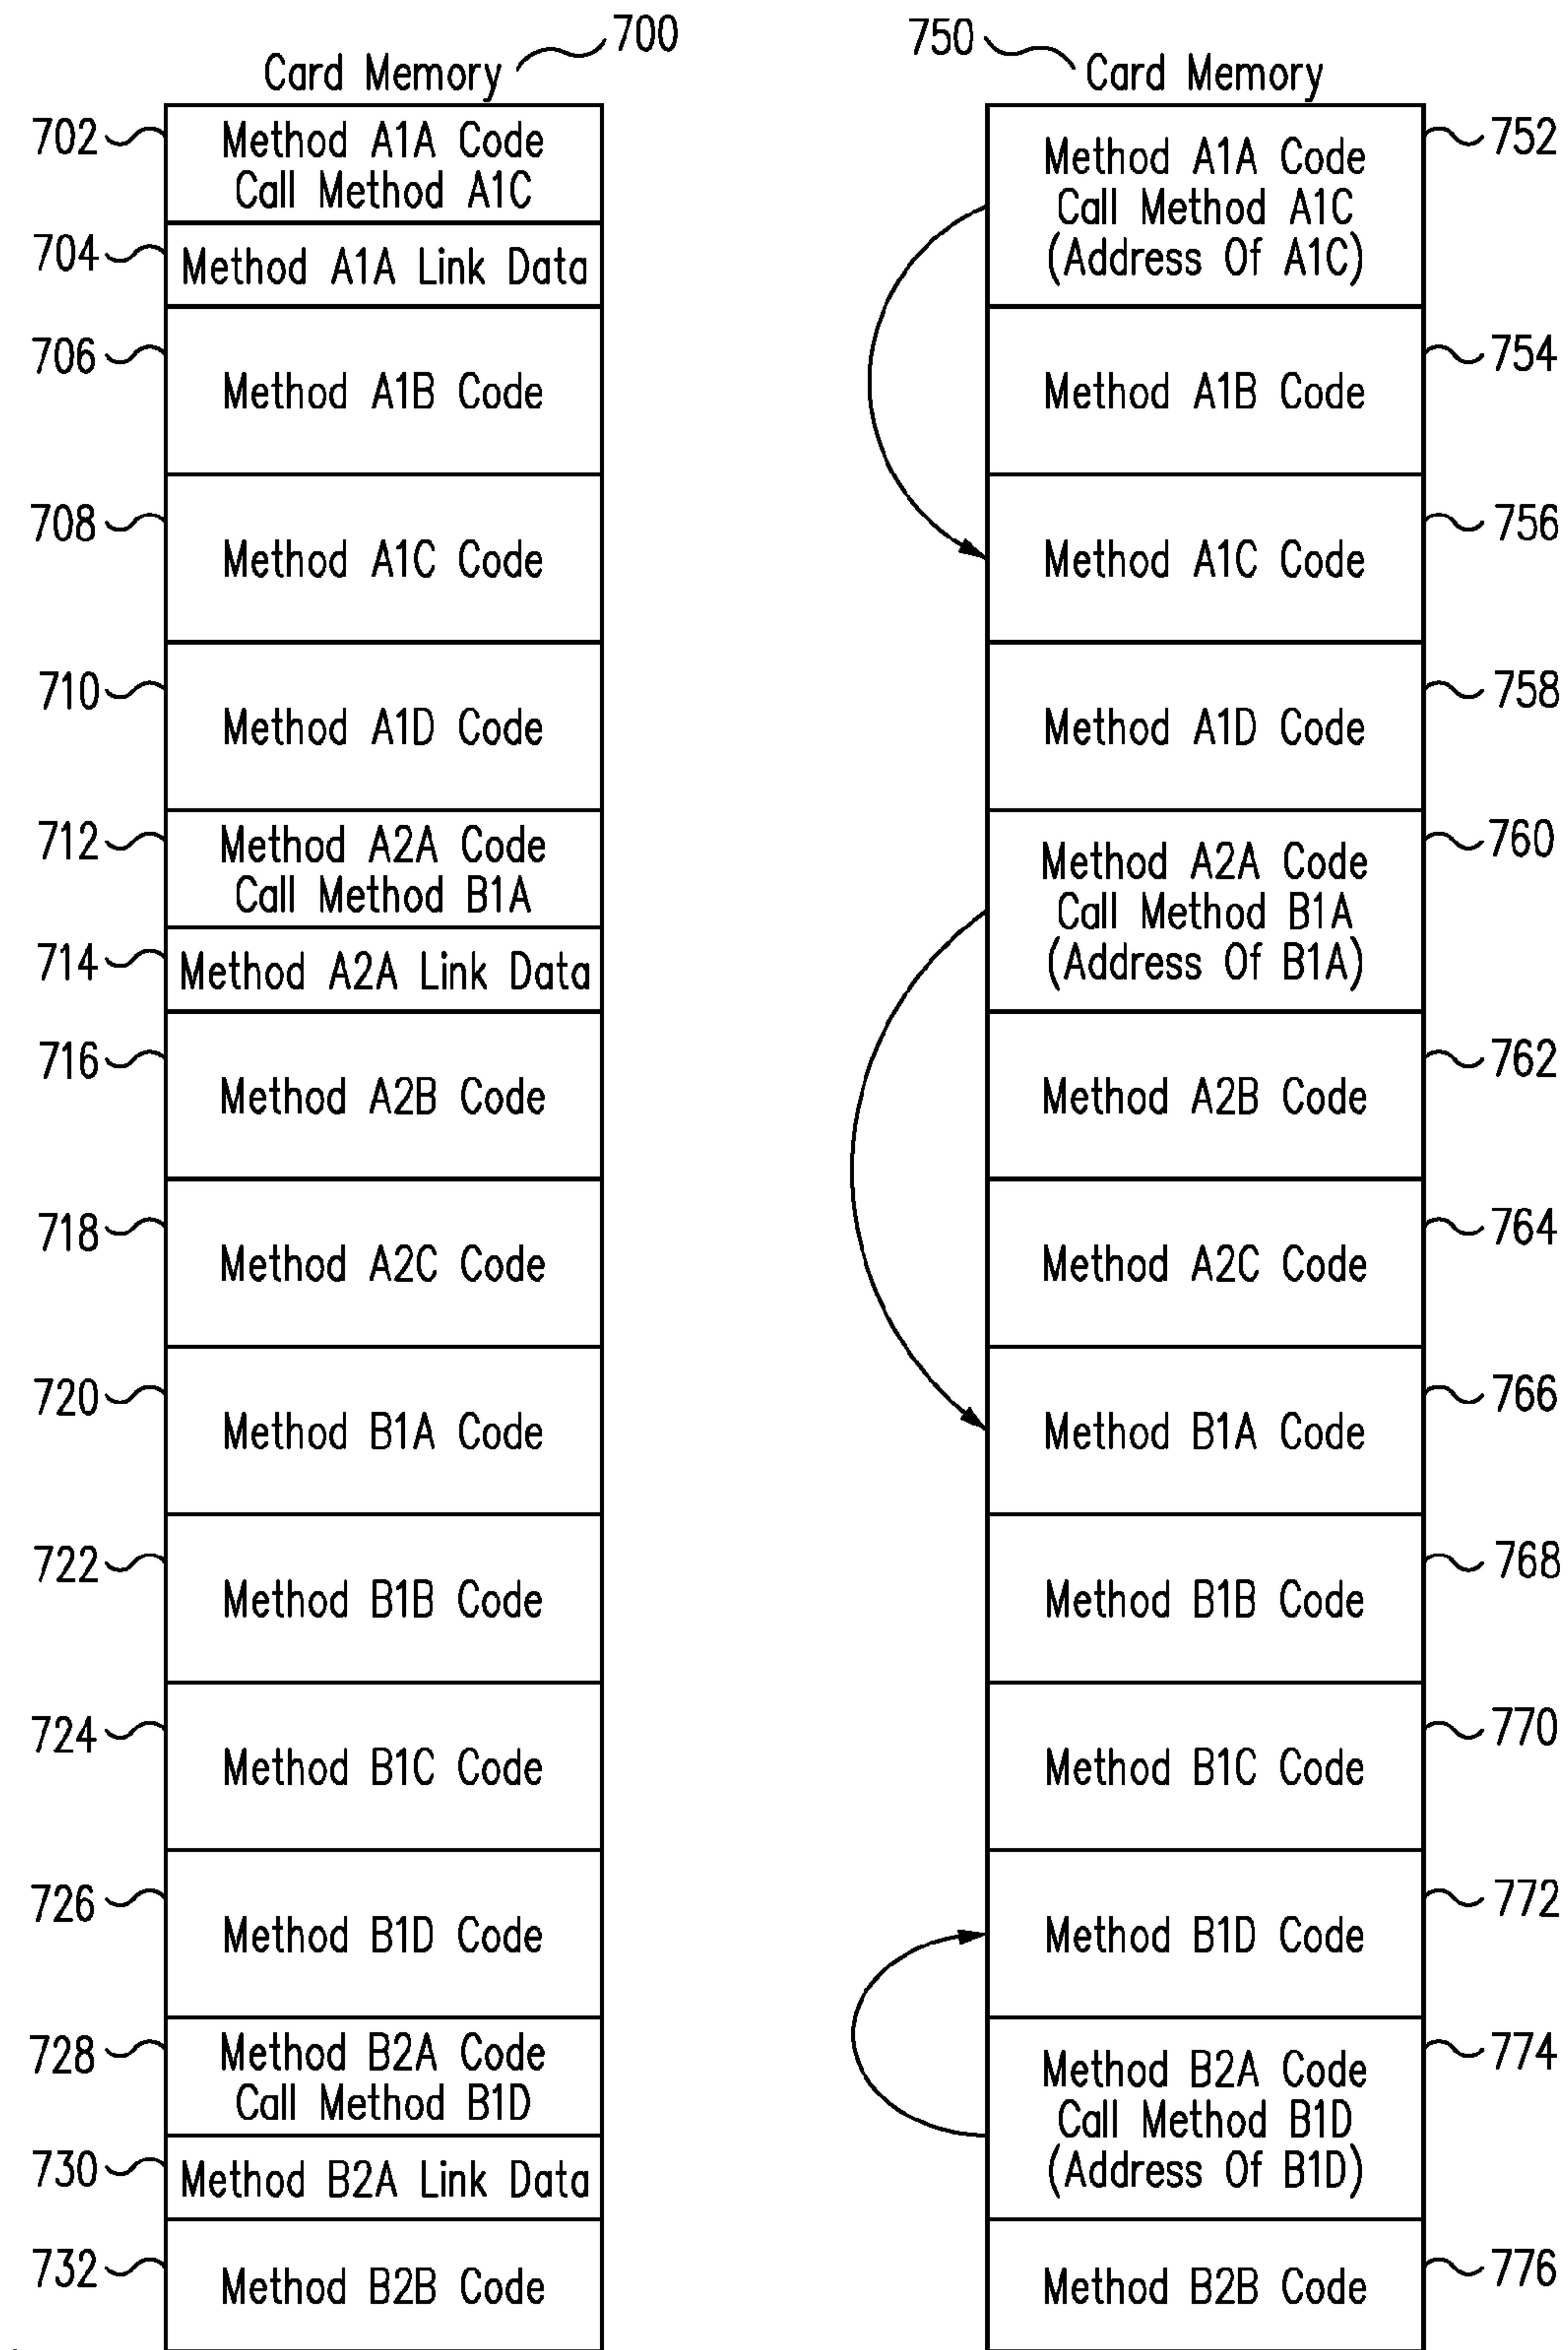 700
Card Memory
702
Method A1A Code
Call Method A1C
704
Method A1A Link Data
706
Method A1B Code
708
Method A1C Code
710
Method A1D Code
712
Method A2A Code
Call Method B1A
714
Method A2A Link Data
716
Method A2B Code
718
Method A2C Code
720
Method B1A Code
722
Method B1B Code
724
Method B1C Code
726
Method B1D Code
728
Method B2A Code
Call Method B1D
730
Method B2A Link Data
732
Method B2B Code
750
Card Memory
752
Method A1A Code
Call Method A1C
(Address Of A1C)
754
Method A1B Code
756
Method A1C Code
758
Method A1D Code
760
Method A2A Code
Call Method B1A
(Address Of B1A)
762
Method A2B Code
764
Method A2C Code
766
Method B1A Code
768
Method B1B Code
770
Method B1C Code
772
Method B1D Code
774
Method B2A Code
Call Method B1D
(Address Of B1D)
776
Method B2B Code